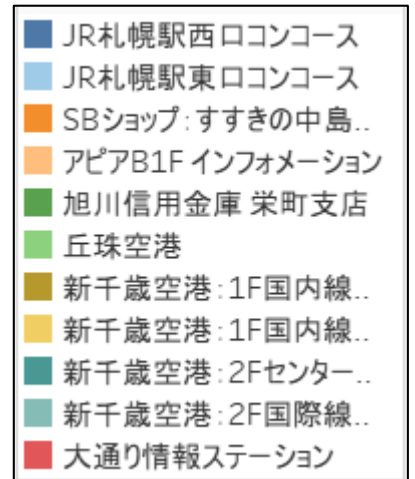 JR札幌駅西口コンコース
JR札幌駅東口コンコース
SBショップ:すすきの中島..
アピアB1F インフォメーション
旭川信用金庫 栄町支店
丘珠空港
新千歳空港:1F国内線..
新千歳空港:1F国内線..
新千歳空港:2Fセンター..
新千歳空港:2F国際線..
大通り情報ステーション